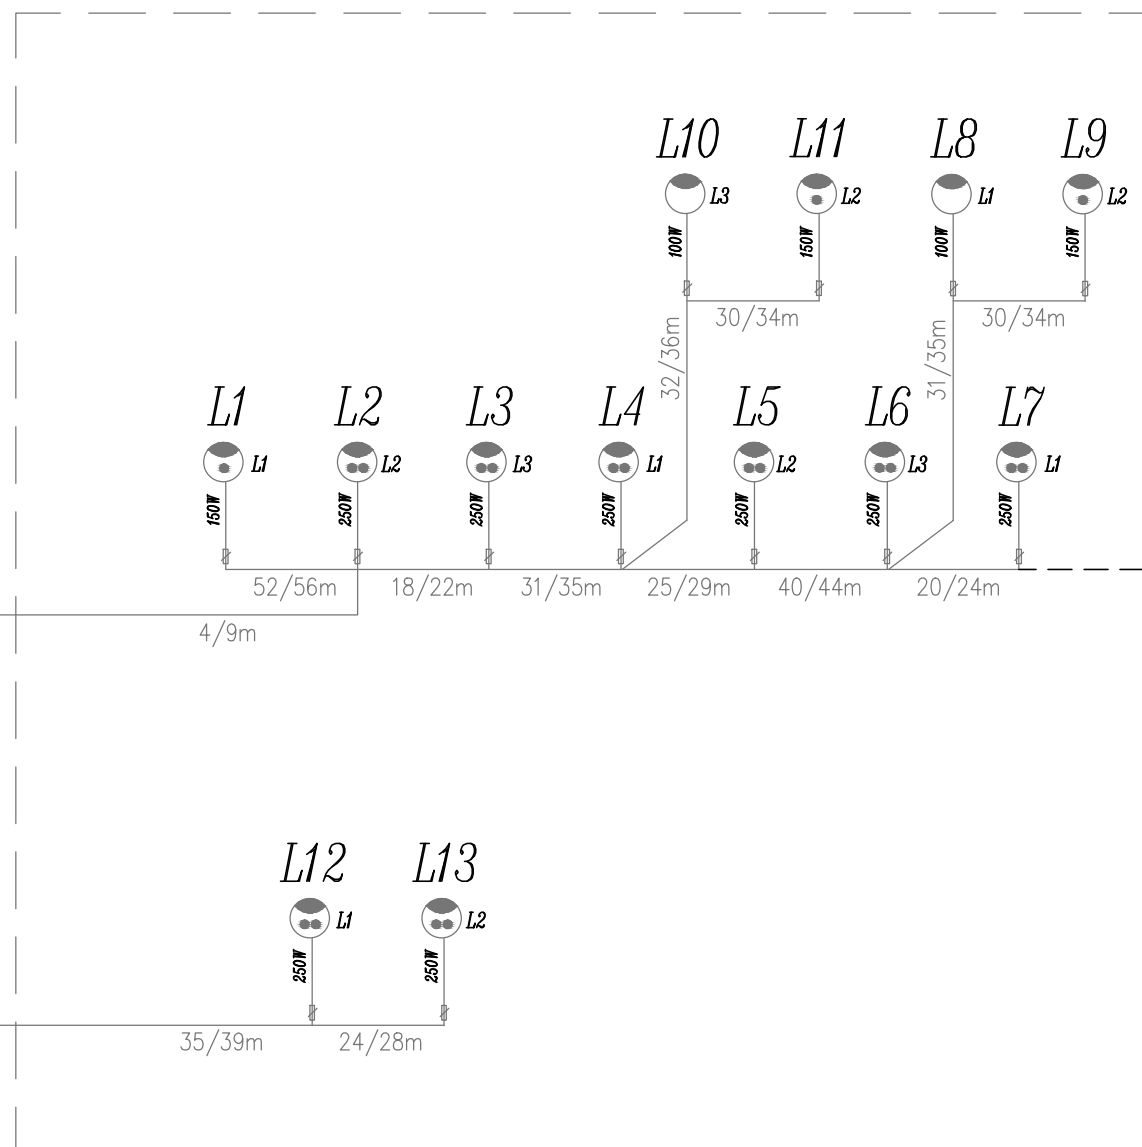 L10 L11 L8 L9
L3 L2 L1 L2
100W 150W 100W 150W
30/34m 30/34m
32/36m 31/35m
L1 L2 L3 L4 L5 L6 L7
L1 L2 L3 L1 L2 L3 L1
150W 250W 250W 250W 250W 250W 250W
52/56m 18/22m 31/35m 25/29m 40/44m 20/24m
4/9m
L12 L13
L1 L2
250W 250W
35/39m 24/28m